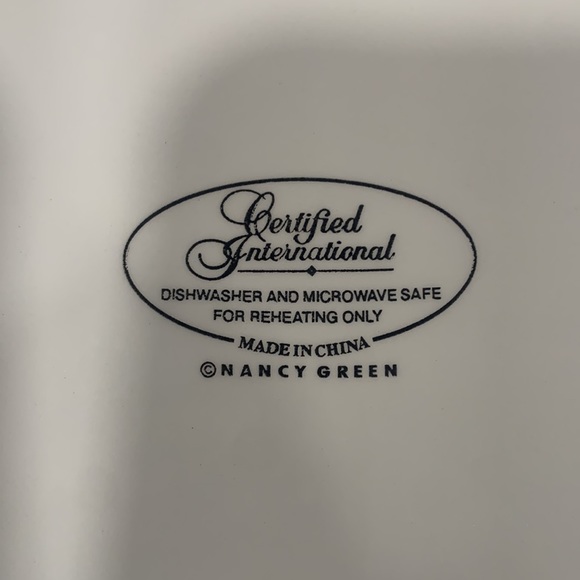 Certified
International
DISHWASHER AND MICROWAVE SAFE
FOR REHEATING ONLY
MADE IN CHINA
©NANCY GREEN